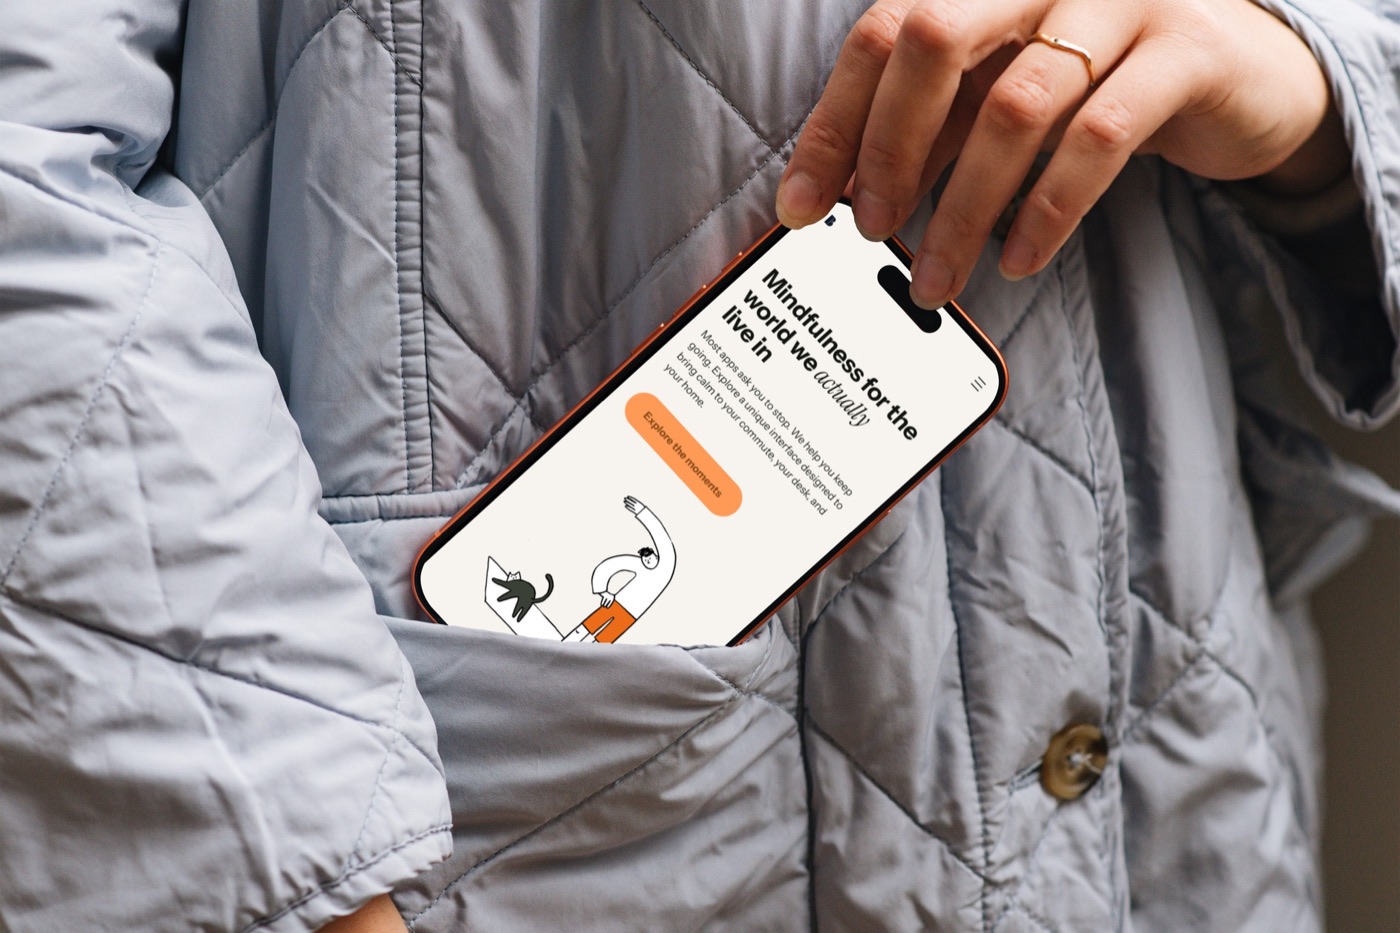 Mindfulness for the
world we actually
live in
Most apps ask you to stop. We help you keep
going. Explore a unique interface designed to
bring calm to your commute, your desk, and
your home.
Explore the moments